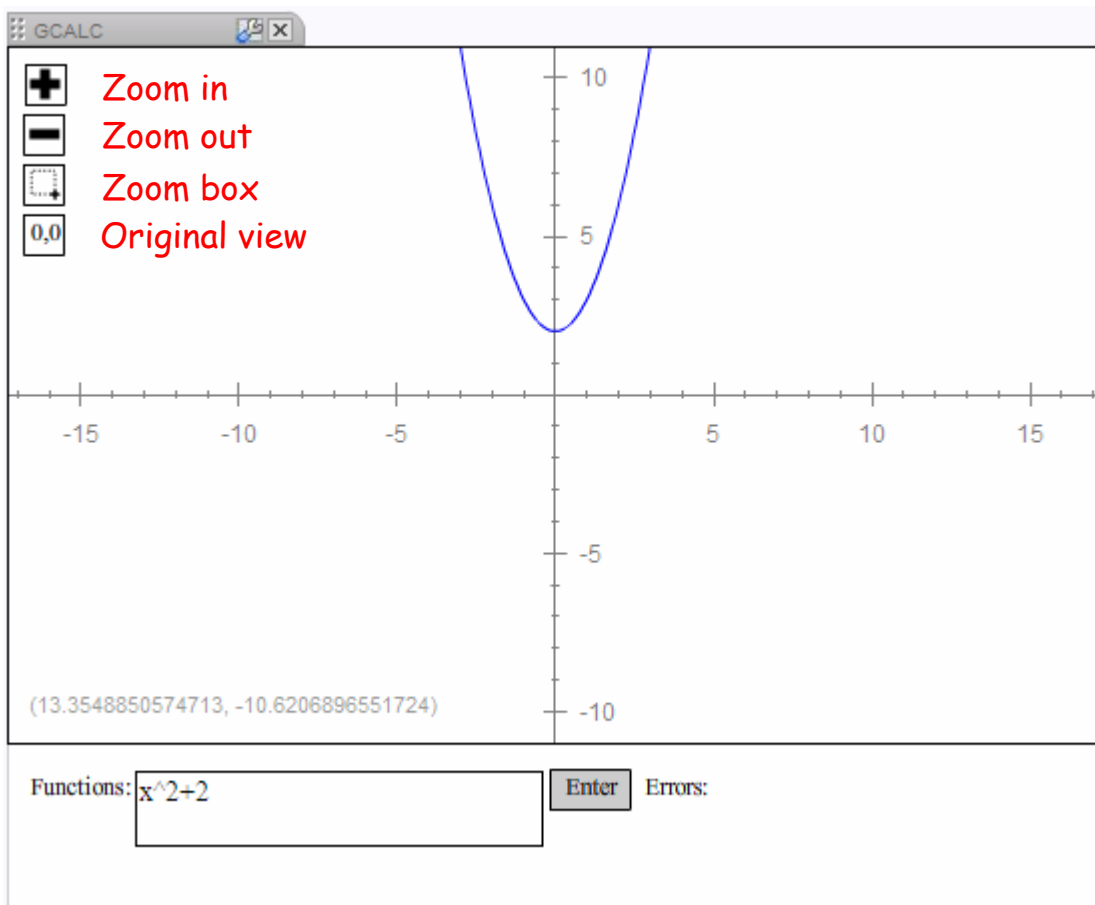 GCALC
Zoom in
Zoom out
Zoom box
0,0 Original view
10
5
-15 -10 -5 5 10 15
-5
-10
(13.3548850574713, -10.6206896551724)
Functions: x^2+2 Enter Errors: